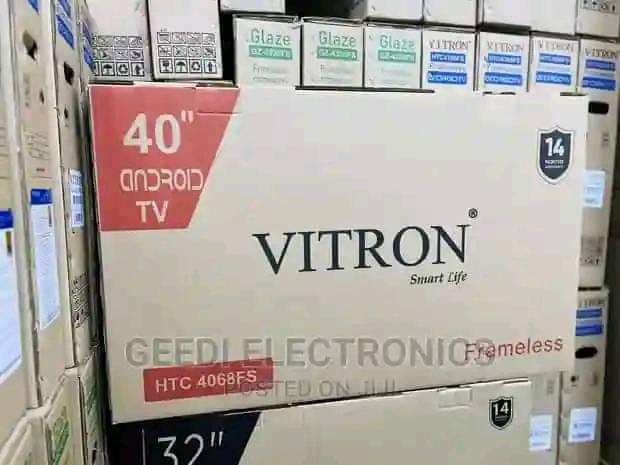 Glaze
Glaze
Glaze
VITRON
VITRON
VITRON
VITRON
40"
ANDROID
TV
14
VITRON®
Smart Life
GEEDI ELECTRONICS
Frameless
HTC 4068FS
POSTED ON JIJI
32"
14